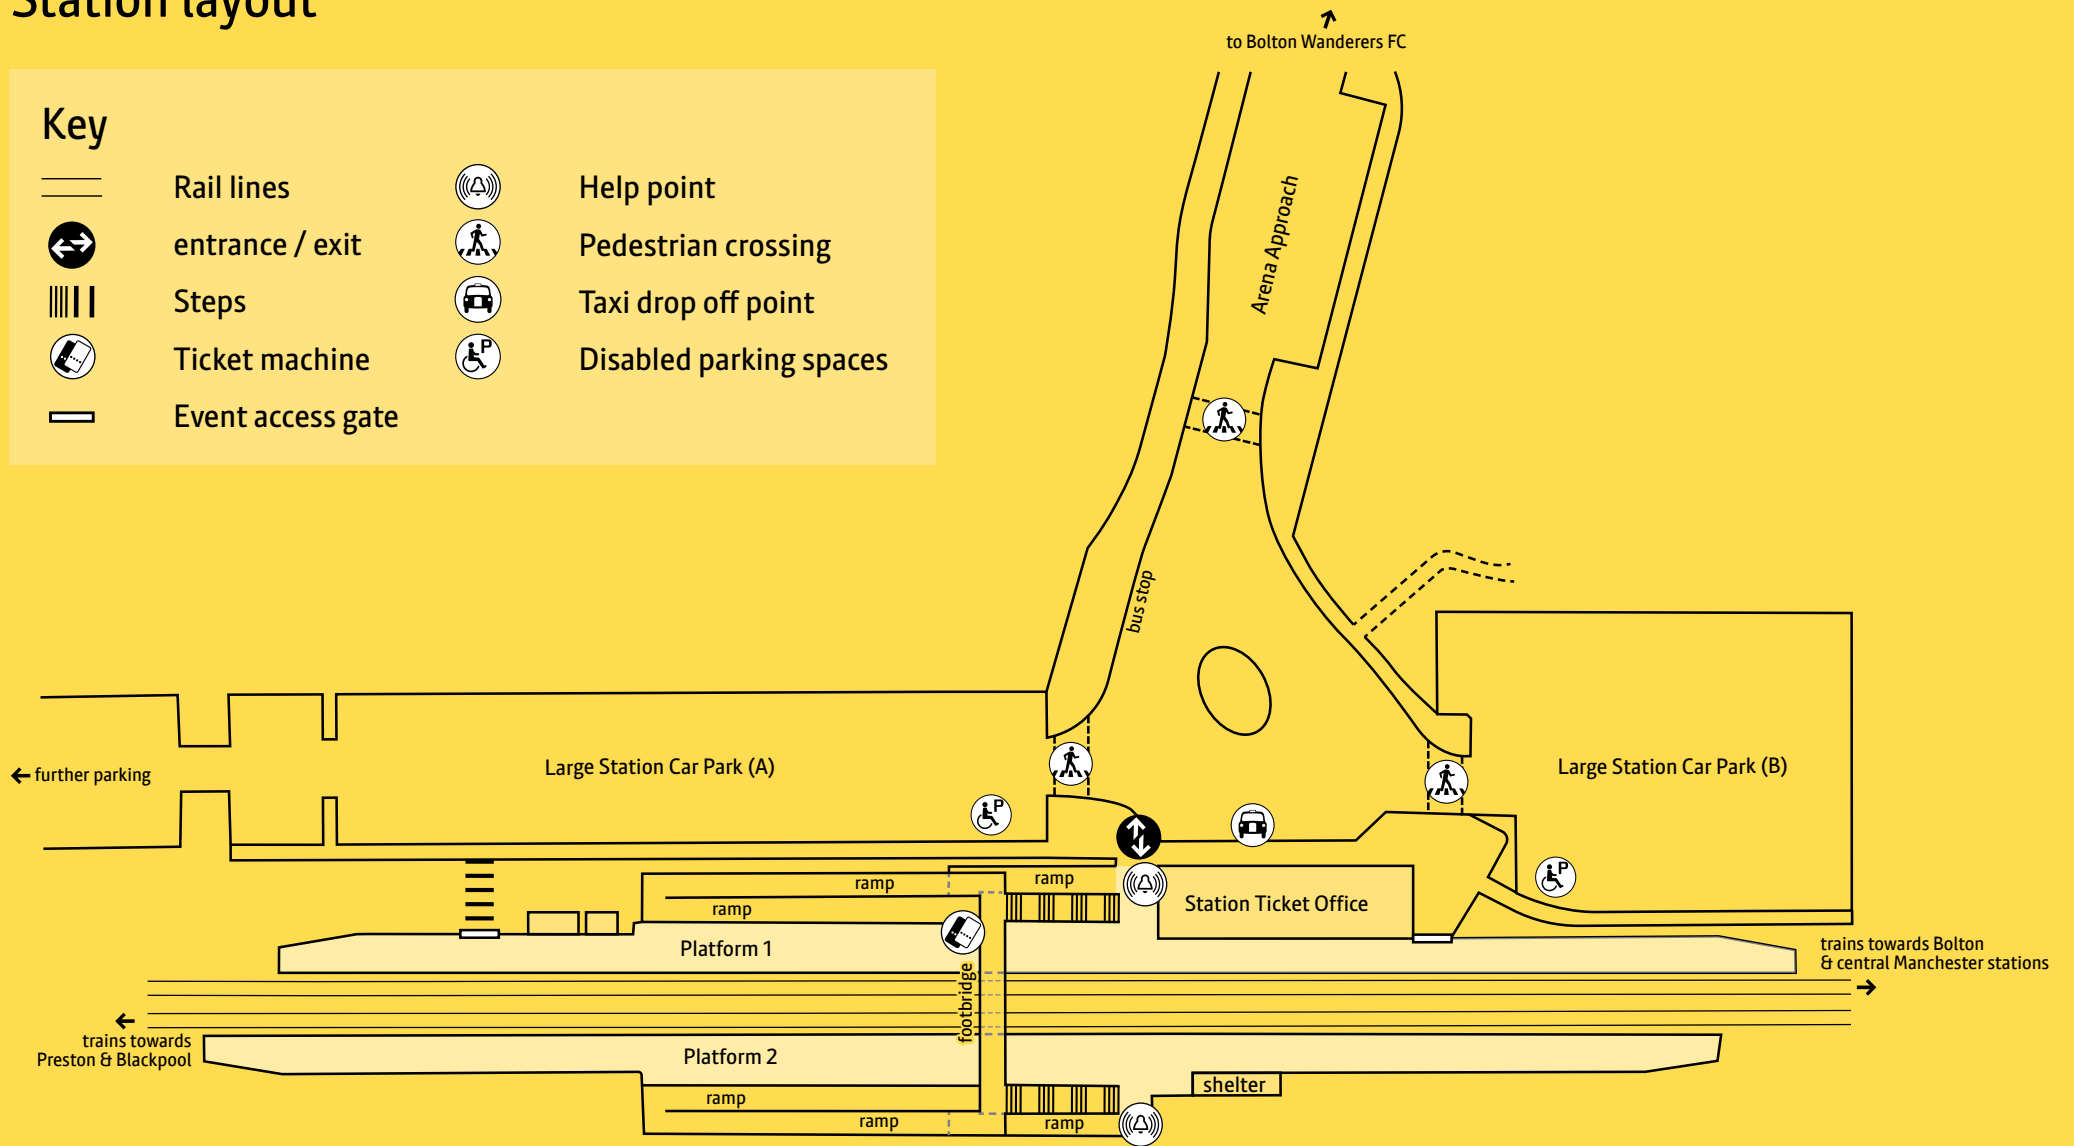 Station layout
to Bolton Wanderers FC
Key
Rail lines
Help point
entrance / exit
Pedestrian crossing
Steps
Taxi drop off point
Ticket machine
Disabled parking spaces
Event access gate
Arena Approach
bus stop
Large Station Car Park (A)
Large Station Car Park (B)
further parking
P
P
P
ramp
ramp
ramp
Station Ticket Office
Platform 1
trains towards Bolton
& central Manchester stations
footbridge
trains towards
Preston & Blackpool
Platform 2
shelter
ramp
ramp
ramp